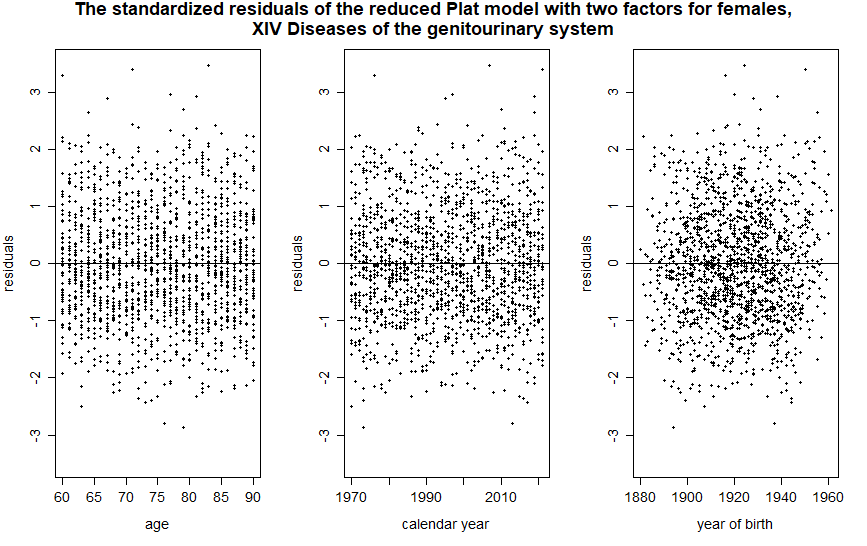 The standardized residuals of the reduced Plat model with two factors for females,
XIV Diseases of the genitourinary system
residuals
3
2
1
0
-1
-2
-3
60 65 70 75 80 85 90
age
residuals
3
2
1
0
-1
-2
-3
1970 1990 2010
calendar year
residuals
3
2
1
0
-1
-2
-3
1880 1900 1920 1940 1960
year of birth